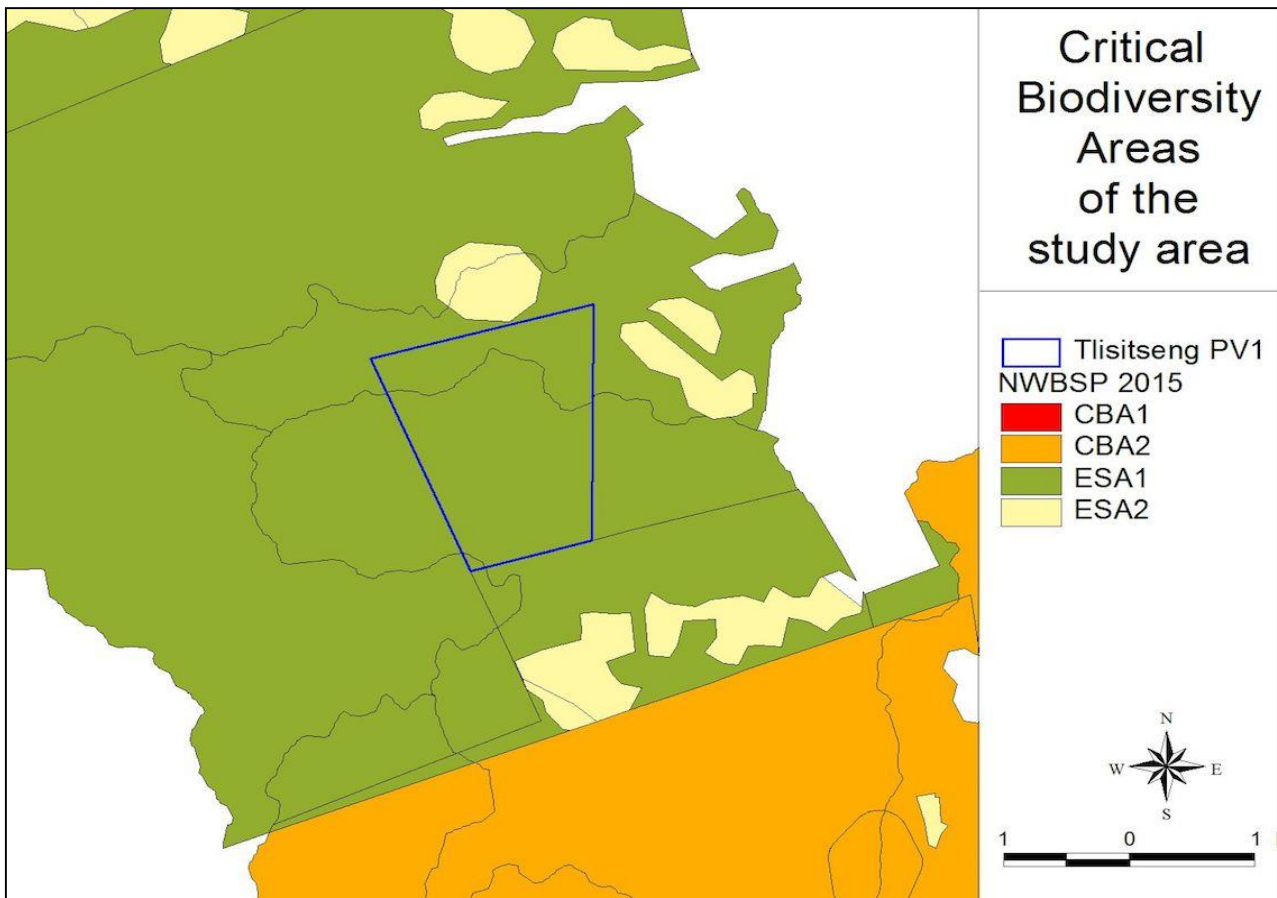 Critical
Biodiversity
Areas
of the
study area
Tlisitseng PV1
NWBSP 2015
CBA1
CBA2
ESA1
ESA2
N
W E
S
1 0 1